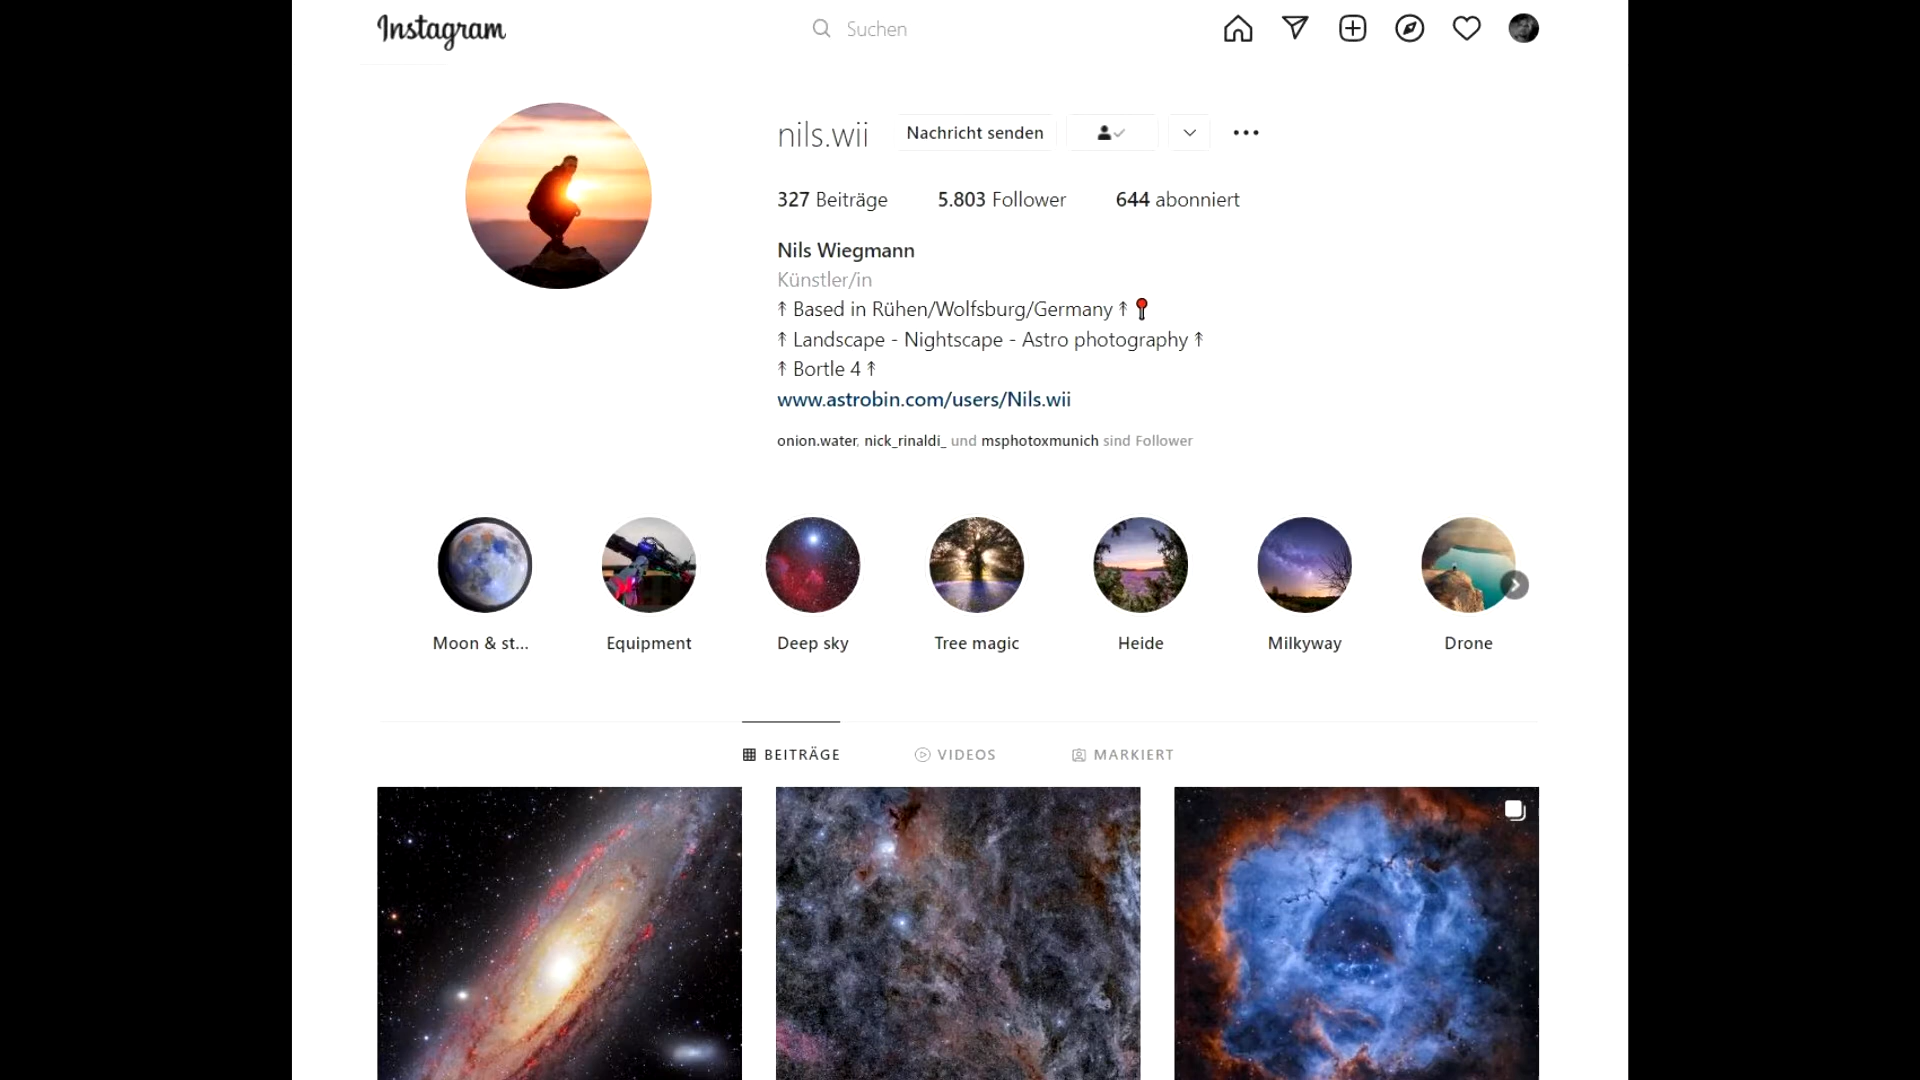 Instagram
Suchen
nils.wii
Nachricht senden
327 Beiträge 5.803 Follower 644 abonniert
Nils Wiegmann
Künstler/in
↟ Based in Rühen/Wolfsburg/Germany ↟📍
↟ Landscape - Nightscape - Astro photography ↟
↟ Bortle 4 ↟
www.astrobin.com/users/Nils.wii
onion.water, nick_rinaldi_ und msphotoxmunich sind Follower
Moon & st... Equipment Deep sky Tree magic Heide Milkyway Drone
BEITRÄGE VIDEOS MARKIERT